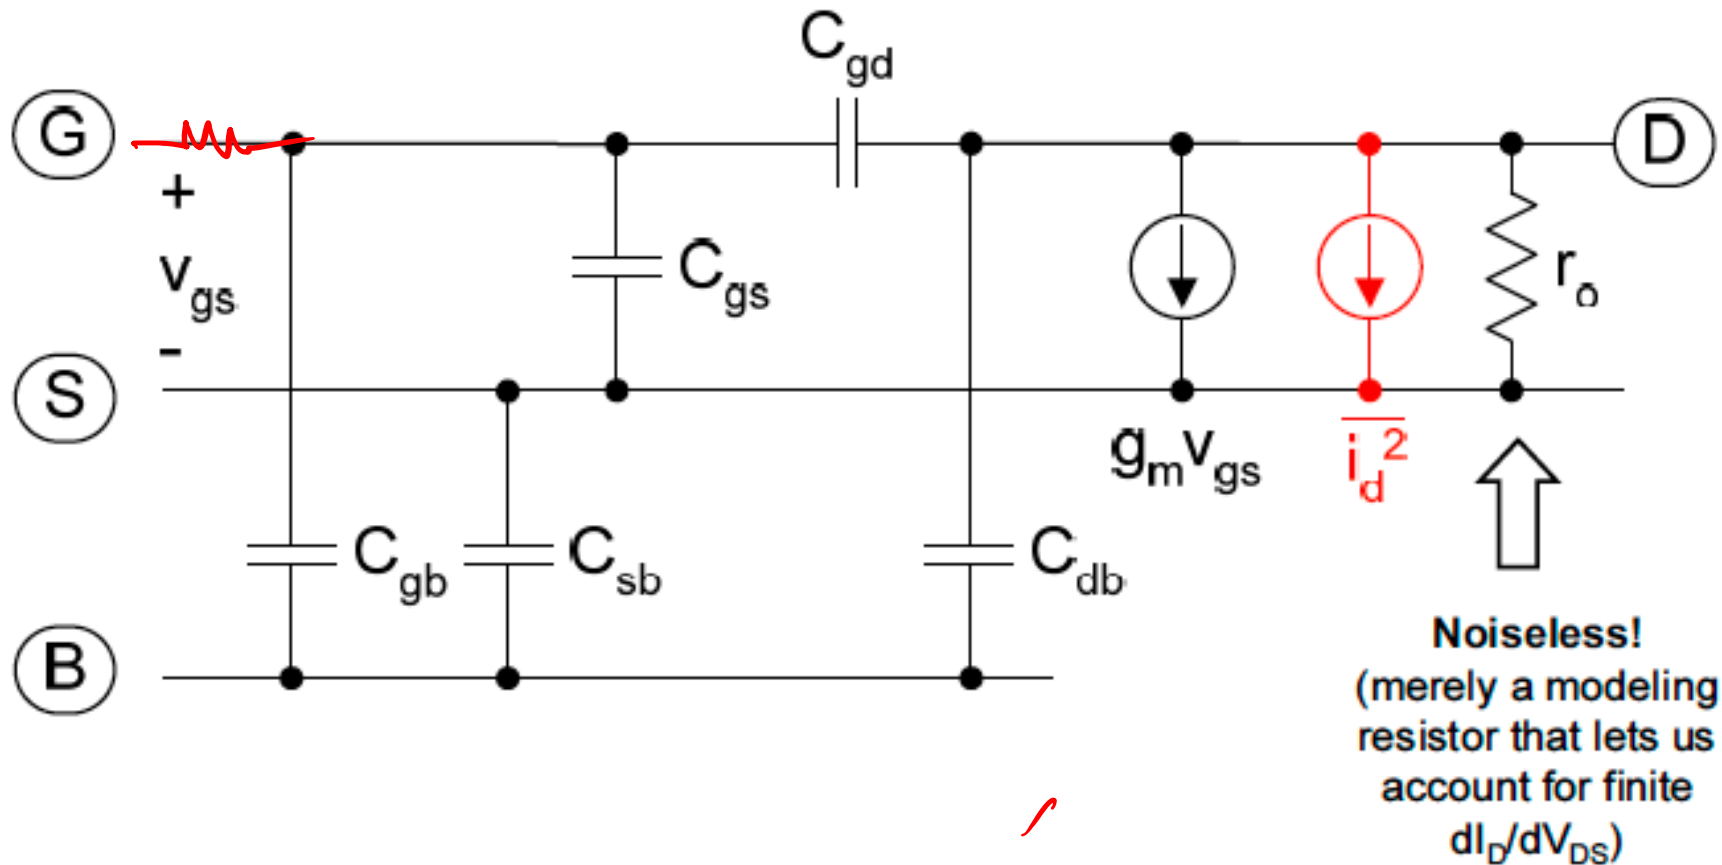 C_gd
G
D
+
v_gs
-
C_gs
r_o
S
g_m v_gs
i_d^2
C_gb
C_sb
C_db
B
Noiseless!
(merely a modeling
resistor that lets us
account for finite
dI_D/dV_DS)